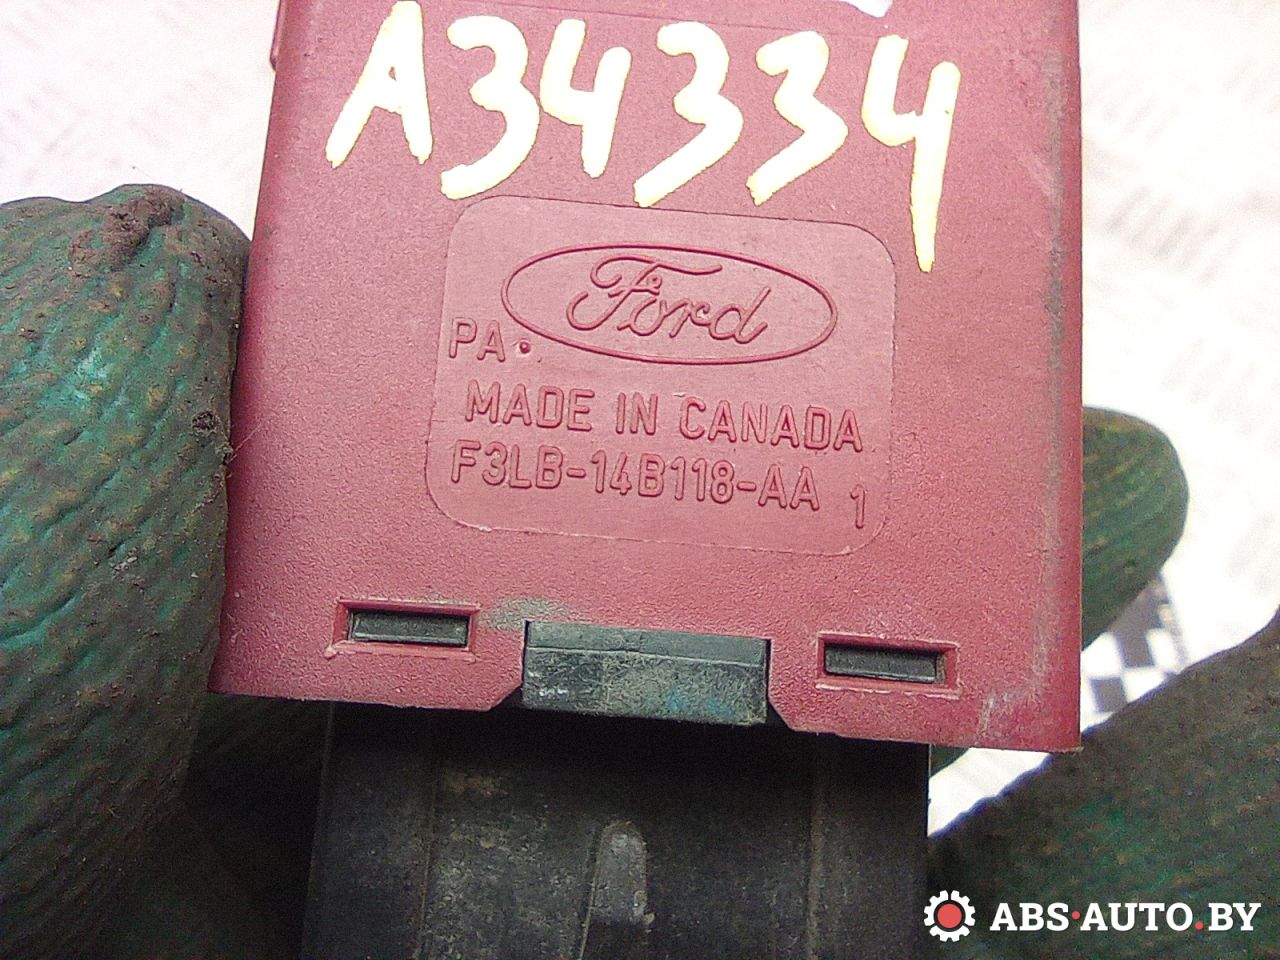 A34334
Ford
PA.
MADE IN CANADA
F3LB-14B118-AA 1
ABS·AUTO.BY